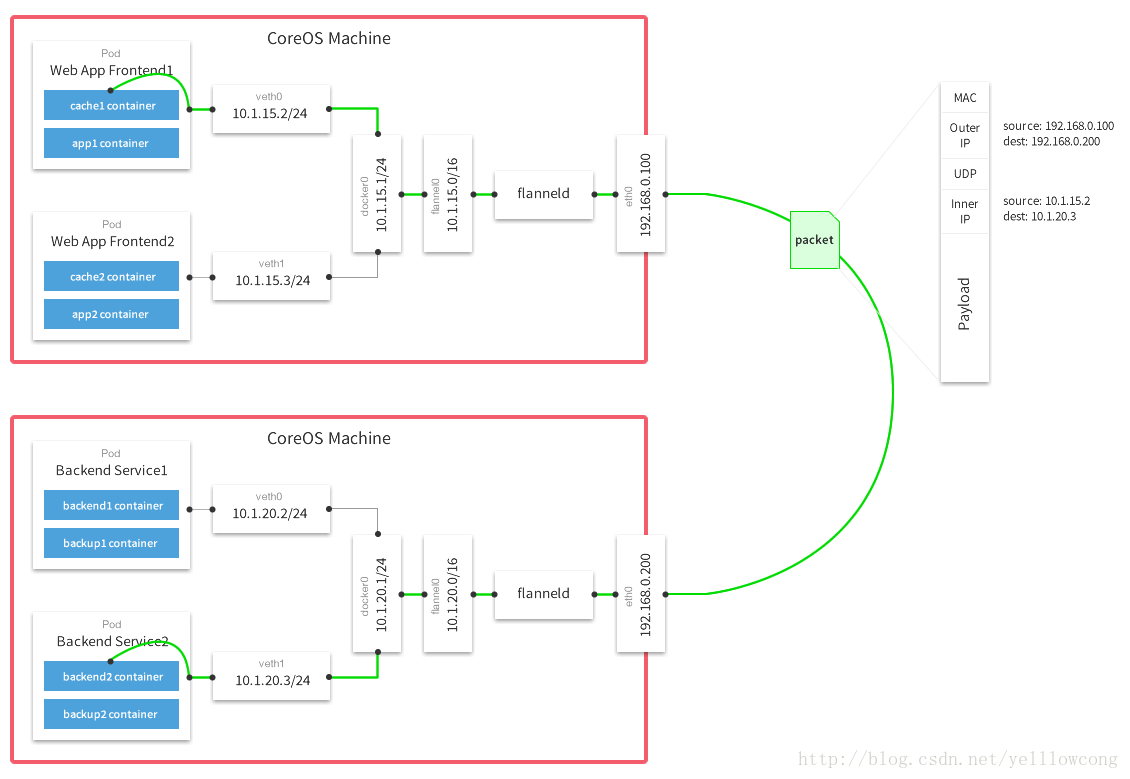 CoreOS Machine
Pod
Web App Frontend1
cache1 container
app1 container
veth0
10.1.15.2/24
Pod
Web App Frontend2
cache2 container
app2 container
veth1
10.1.15.3/24
docker0
10.1.15.1/24
flannel0
10.1.15.0/16
flanneld
eth0
192.168.0.100
packet
MAC
Outer
IP
source: 192.168.0.100
dest: 192.168.0.200
UDP
Inner
IP
source: 10.1.15.2
dest: 10.1.20.3
Payload
CoreOS Machine
Pod
Backend Service1
backend1 container
backup1 container
veth0
10.1.20.2/24
Pod
Backend Service2
backend2 container
backup2 container
veth1
10.1.20.3/24
docker0
10.1.20.1/24
flannel0
10.1.20.0/16
flanneld
eth0
192.168.0.200
http://blog.csdn.net/yelllowcong